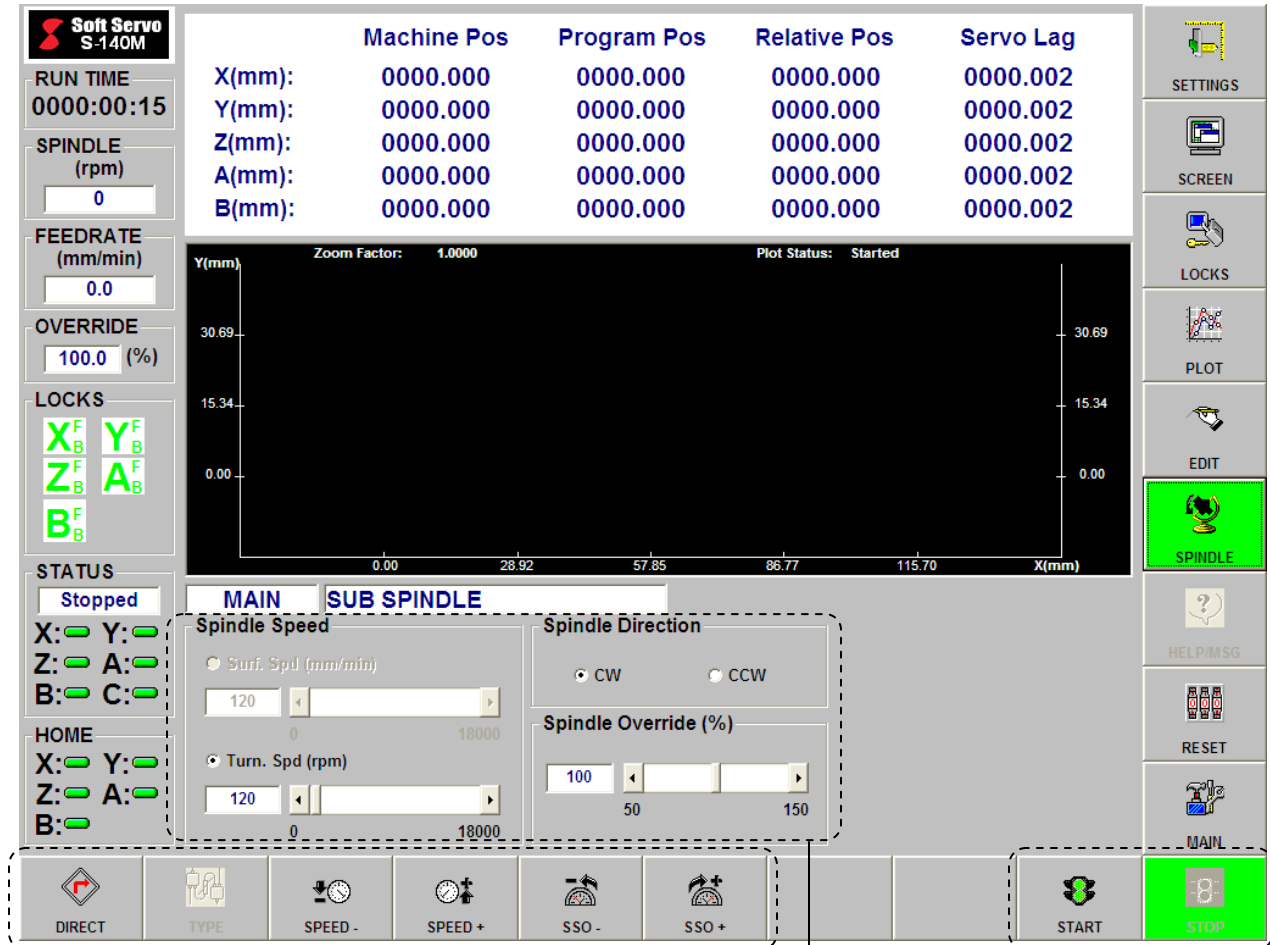 Soft Servo
S-140M
RUN TIME
0000:00:15
SPINDLE
(rpm)
0
FEEDRATE
(mm/min)
0.0
OVERRIDE
100.0 (%)
LOCKS
XFB YFB
ZFB AFB
BFB
STATUS
Stopped
X: Y:
Z: A:
B: C:
HOME
X: Y:
Z: A:
B:
Machine Pos Program Pos Relative Pos Servo Lag
X(mm): 0000.000 0000.000 0000.000 0000.002
Y(mm): 0000.000 0000.000 0000.000 0000.002
Z(mm): 0000.000 0000.000 0000.000 0000.002
A(mm): 0000.000 0000.000 0000.000 0000.002
B(mm): 0000.000 0000.000 0000.000 0000.002
Zoom Factor: 1.0000 Plot Status: Started
Y(mm)
30.69 30.69
15.34 15.34
0.00 0.00
0.00 28.92 57.85 86.77 115.70 X(mm)
MAIN SUB SPINDLE
Spindle Speed
Surf. Spd (mm/min)
120
0 18000
Turn. Spd (rpm)
120
0 18000
Spindle Direction
CW CCW
Spindle Override (%)
100
50 150
SETTINGS
SCREEN
LOCKS
PLOT
EDIT
SPINDLE
HELP/MSG
RESET
MAIN
DIRECT TYPE SPEED - SPEED + SSO - SSO + START STOP